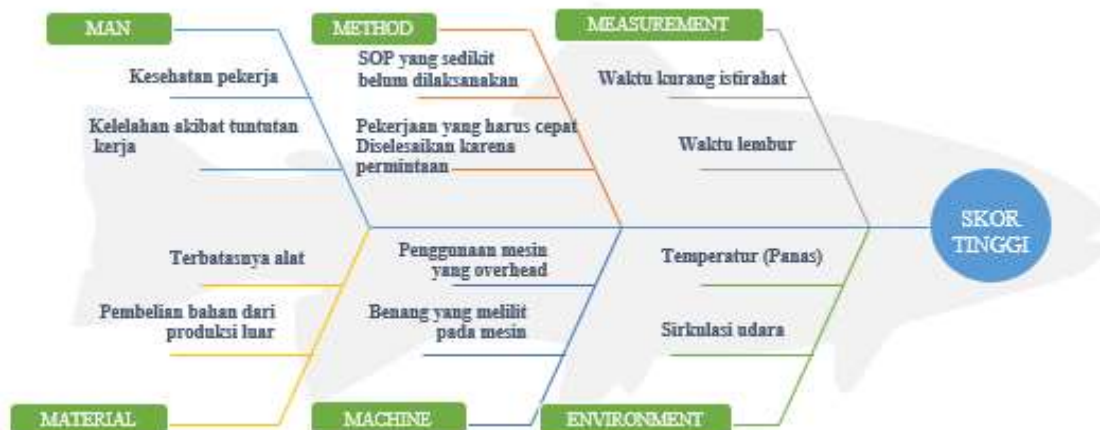 MAN
METHOD
MEASUREMENT
Kesehatan pekerja
SOP yang sedikit
belum dilaksanakan
Waktu kurang istirahat
Kelelahan akibat tuntutan
kerja
Pekerjaan yang harus cepat
Diselesaikan karena
permintaan
Waktu lembur
SKOR
TINGGI
Terbatasnya alat
Penggunaan mesin
yang overhead
Temperatur (Panas)
Pembelian bahan dari
produksi luar
Benang yang melilit
pada mesin
Sirkulasi udara
MATERIAL
MACHINE
ENVIRONMENT